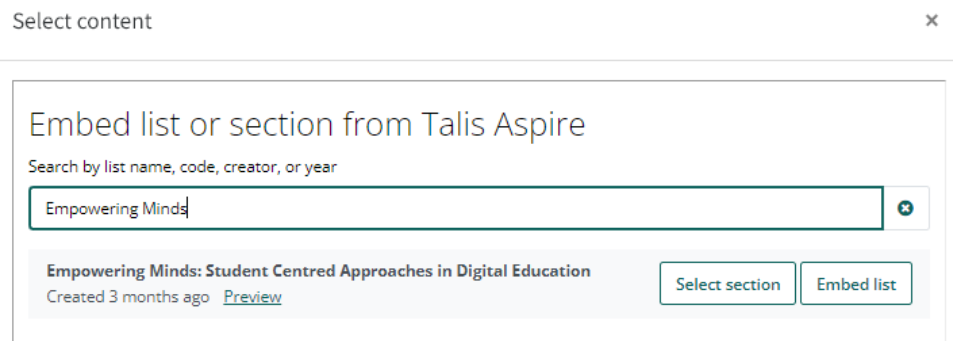 Select content
Embed list or section from Talis Aspire
Search by list name, code, creator, or year
Empowering Minds
Empowering Minds: Student Centred Approaches in Digital Education
Created 3 months ago Preview
Select section
Embed list